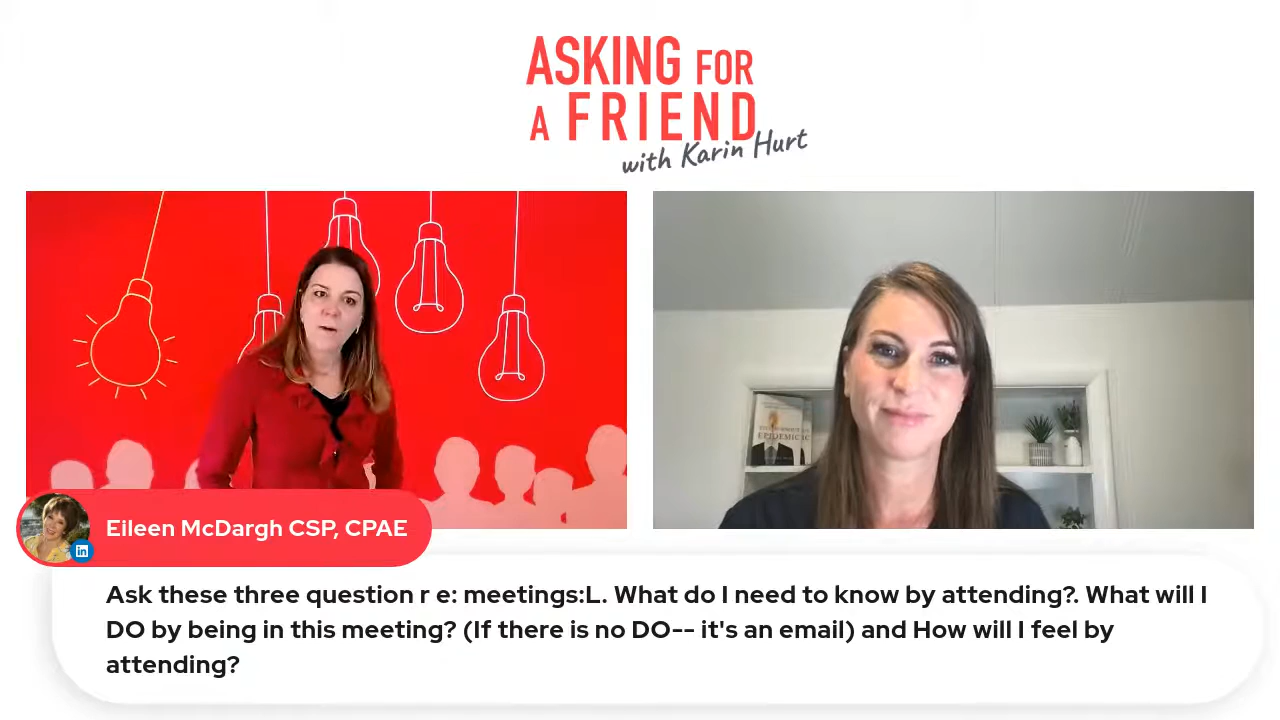 ASKING FOR
A FRIEND
with Karin Hurt
EPIDEMIC
in
Eileen McDargh CSP, CPAE
Ask these three question r e: meetings:L. What do I need to know by attending?. What will I
DO by being in this meeting? (If there is no DO-- it's an email) and How will I feel by
attending?